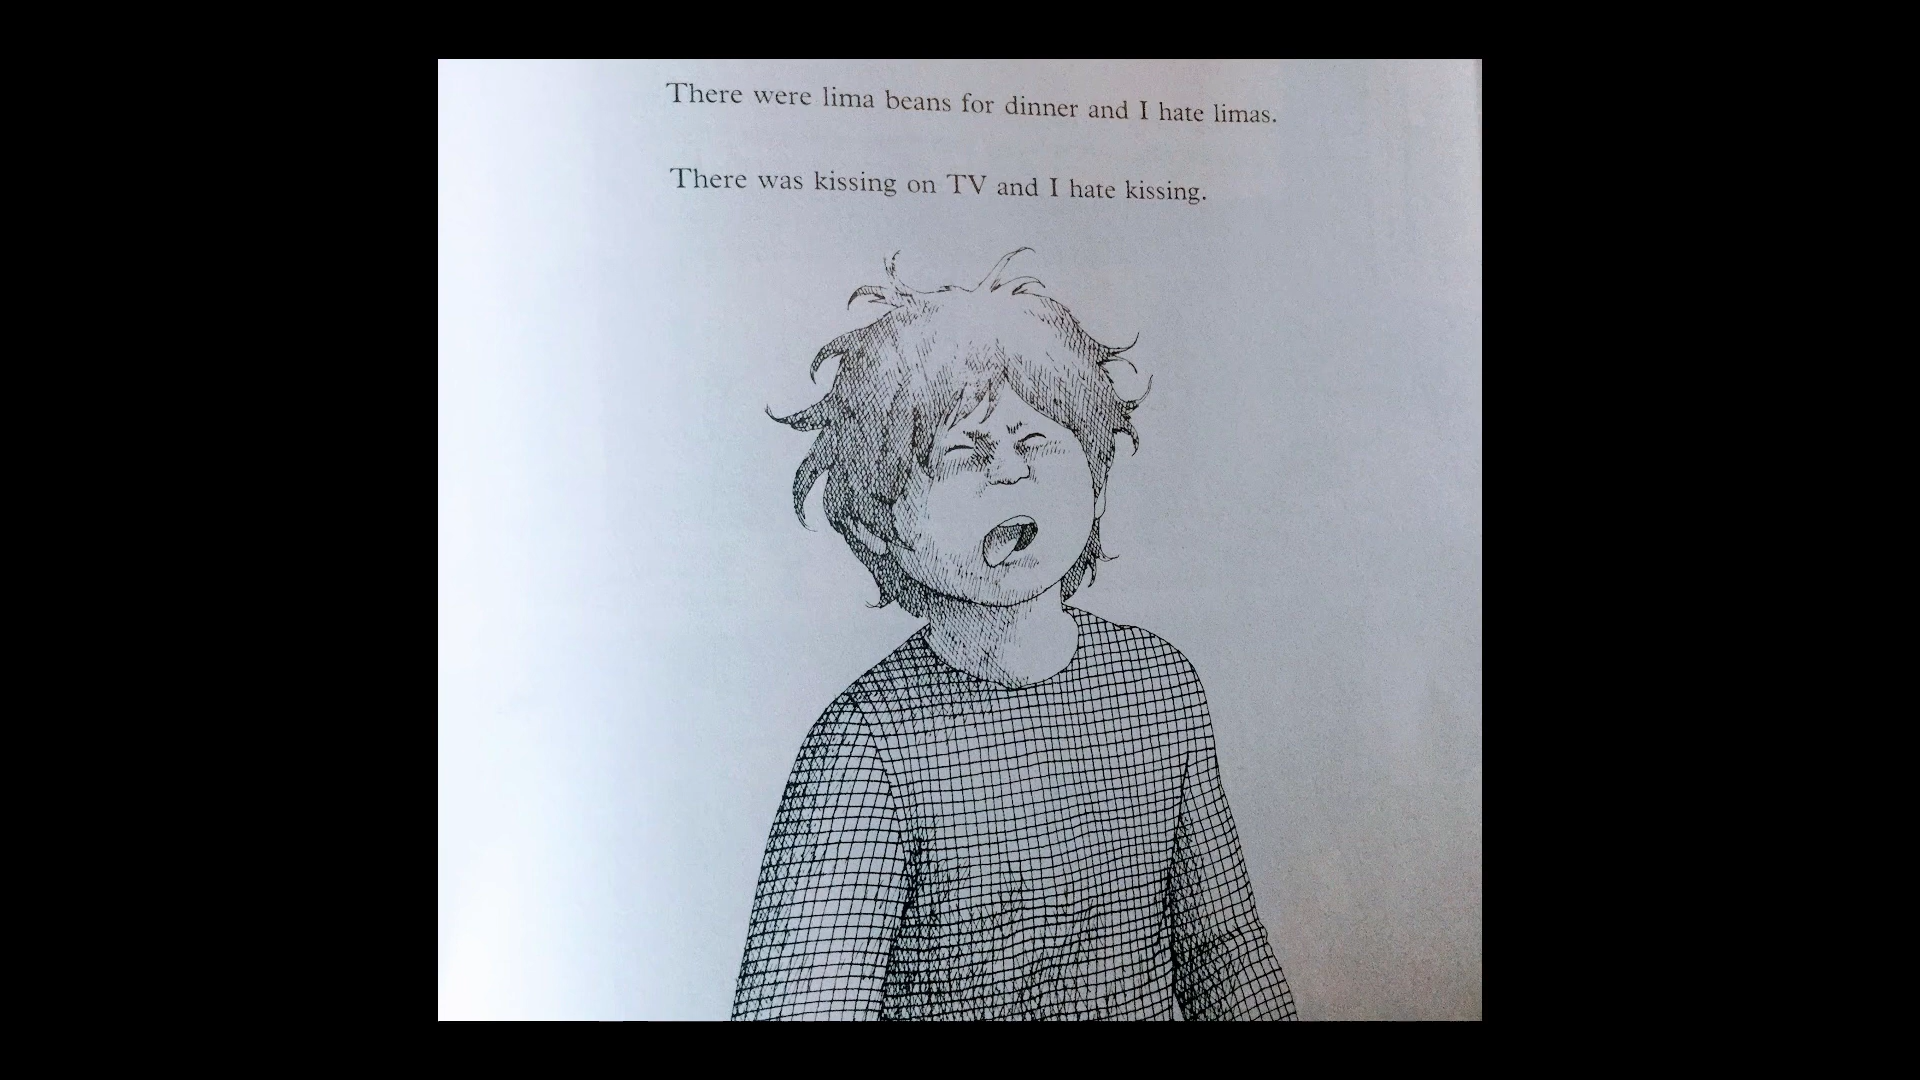 There were lima beans for dinner and I hate limas.
There was kissing on TV and I hate kissing.